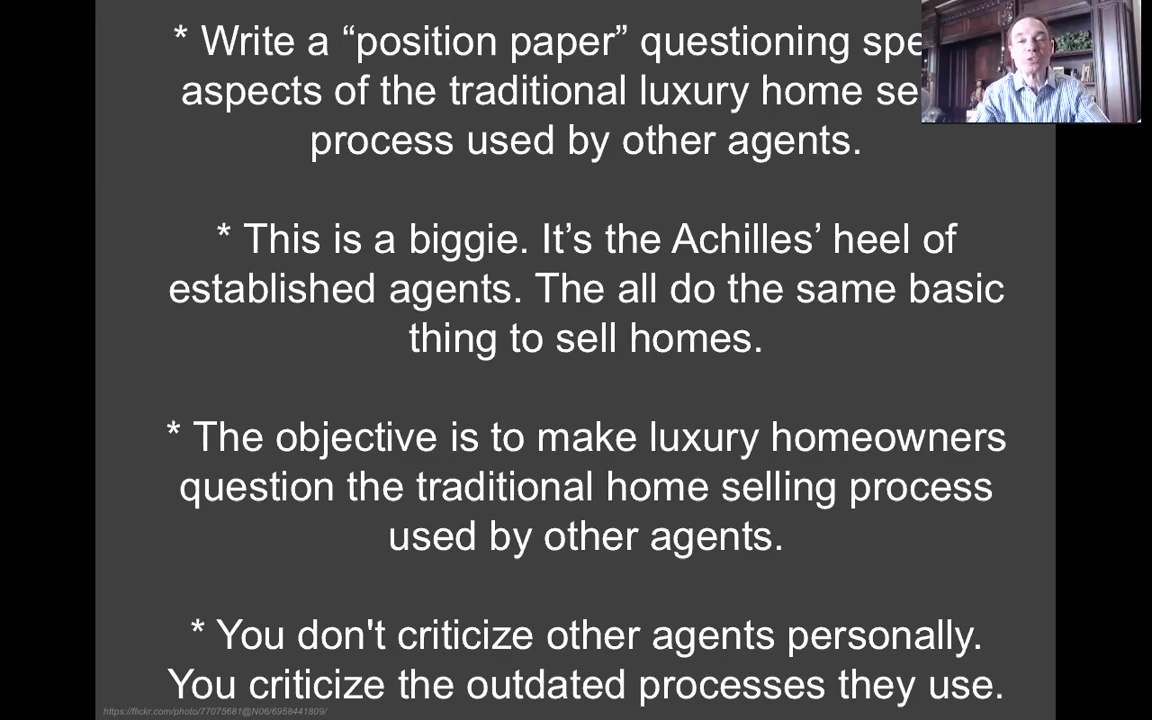 * Write a “position paper” questioning
aspects of the traditional luxury home
process used by other agents.
* This is a biggie. It’s the Achilles’ heel of
established agents. The all do the same basic
thing to sell homes.
* The objective is to make luxury homeowners
question the traditional home selling process
used by other agents.
* You don't criticize other agents personally.
You criticize the outdated processes they use.
https://flickr.com/photo/77075681@N06/6958441809/